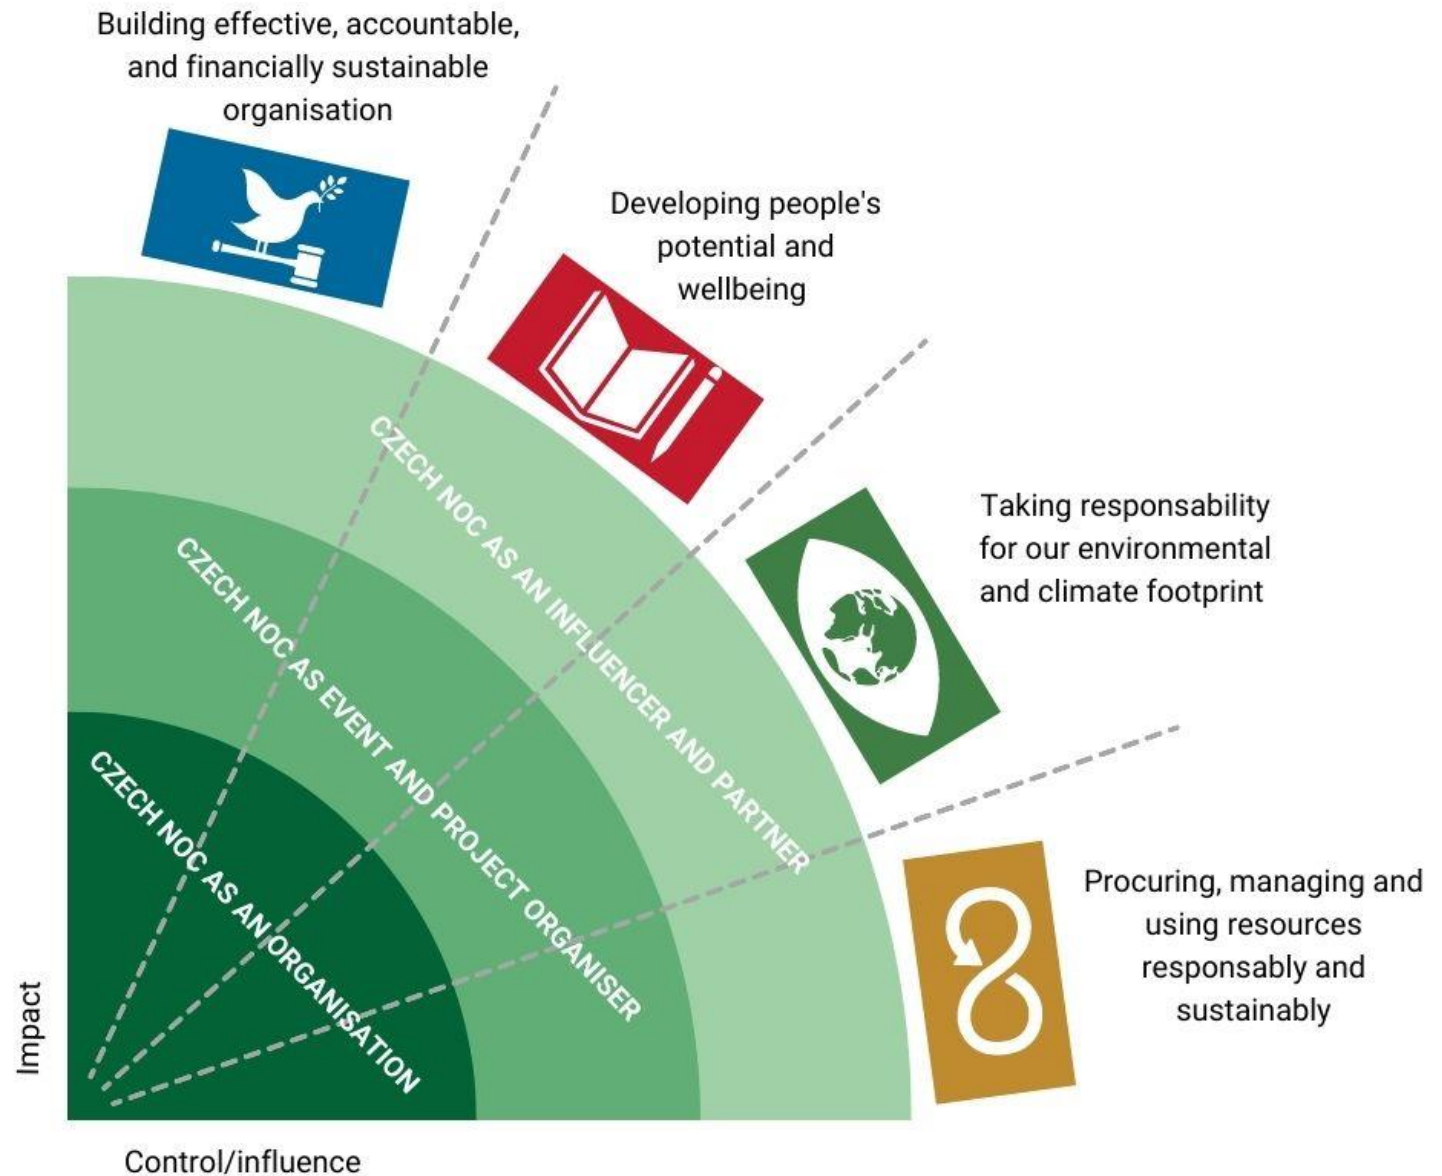 Building effective, accountable,
and financially sustainable
organisation
Developing people's
potential and
wellbeing
Taking responsability
for our environmental
and climate footprint
Procuring, managing and
using resources
responsably and
sustainably
CZECH NOC AS AN INFLUENCER AND PARTNER
CZECH NOC AS EVENT AND PROJECT ORGANISER
CZECH NOC AS AN ORGANISATION
Impact
Control/influence